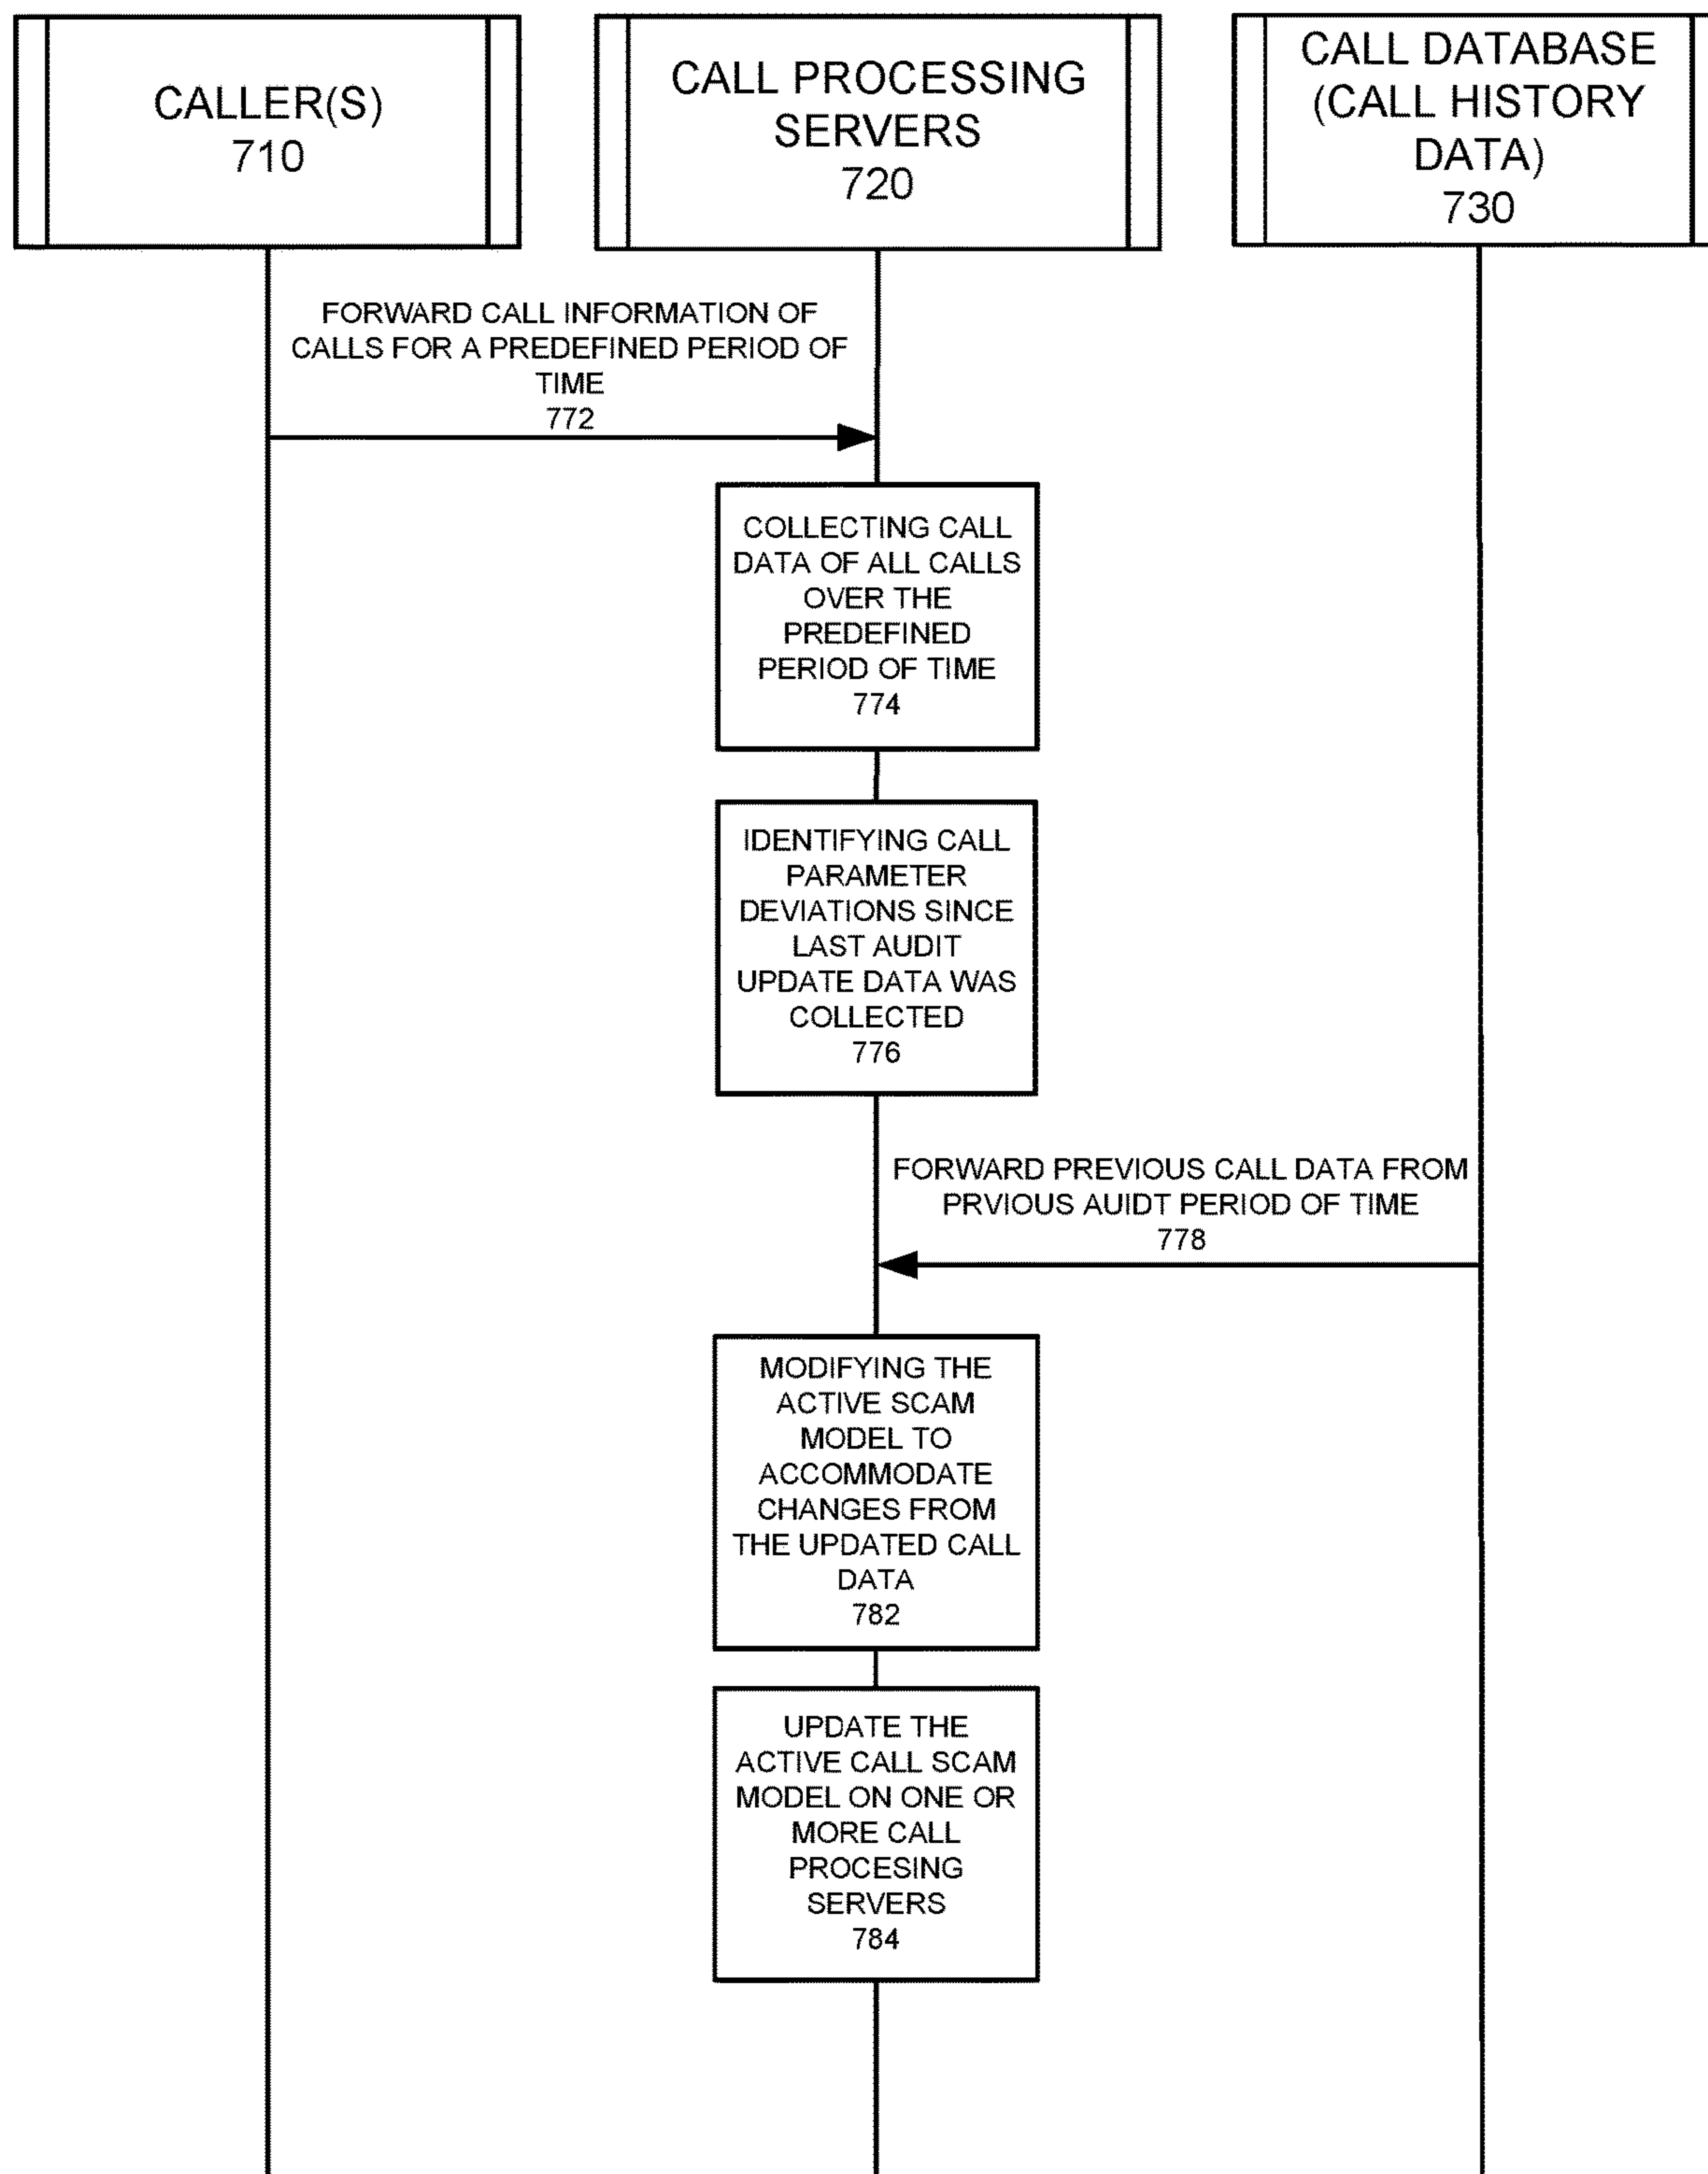 CALLER(S)
710
CALL PROCESSING
SERVERS
720
CALL DATABASE
(CALL HISTORY
DATA)
730
FORWARD CALL INFORMATION OF
CALLS FOR A PREDEFINED PERIOD OF
TIME
772
COLLECTING CALL
DATA OF ALL CALLS
OVER THE
PREDEFINED
PERIOD OF TIME
774
IDENTIFYING CALL
PARAMETER
DEVIATIONS SINCE
LAST AUDIT
UPDATE DATA WAS
COLLECTED
776
FORWARD PREVIOUS CALL DATA FROM
PRVIOUS AUIDT PERIOD OF TIME
778
MODIFYING THE
ACTIVE SCAM
MODEL TO
ACCOMMODATE
CHANGES FROM
THE UPDATED CALL
DATA
782
UPDATE THE
ACTIVE CALL SCAM
MODEL ON ONE OR
MORE CALL
PROCESING
SERVERS
784